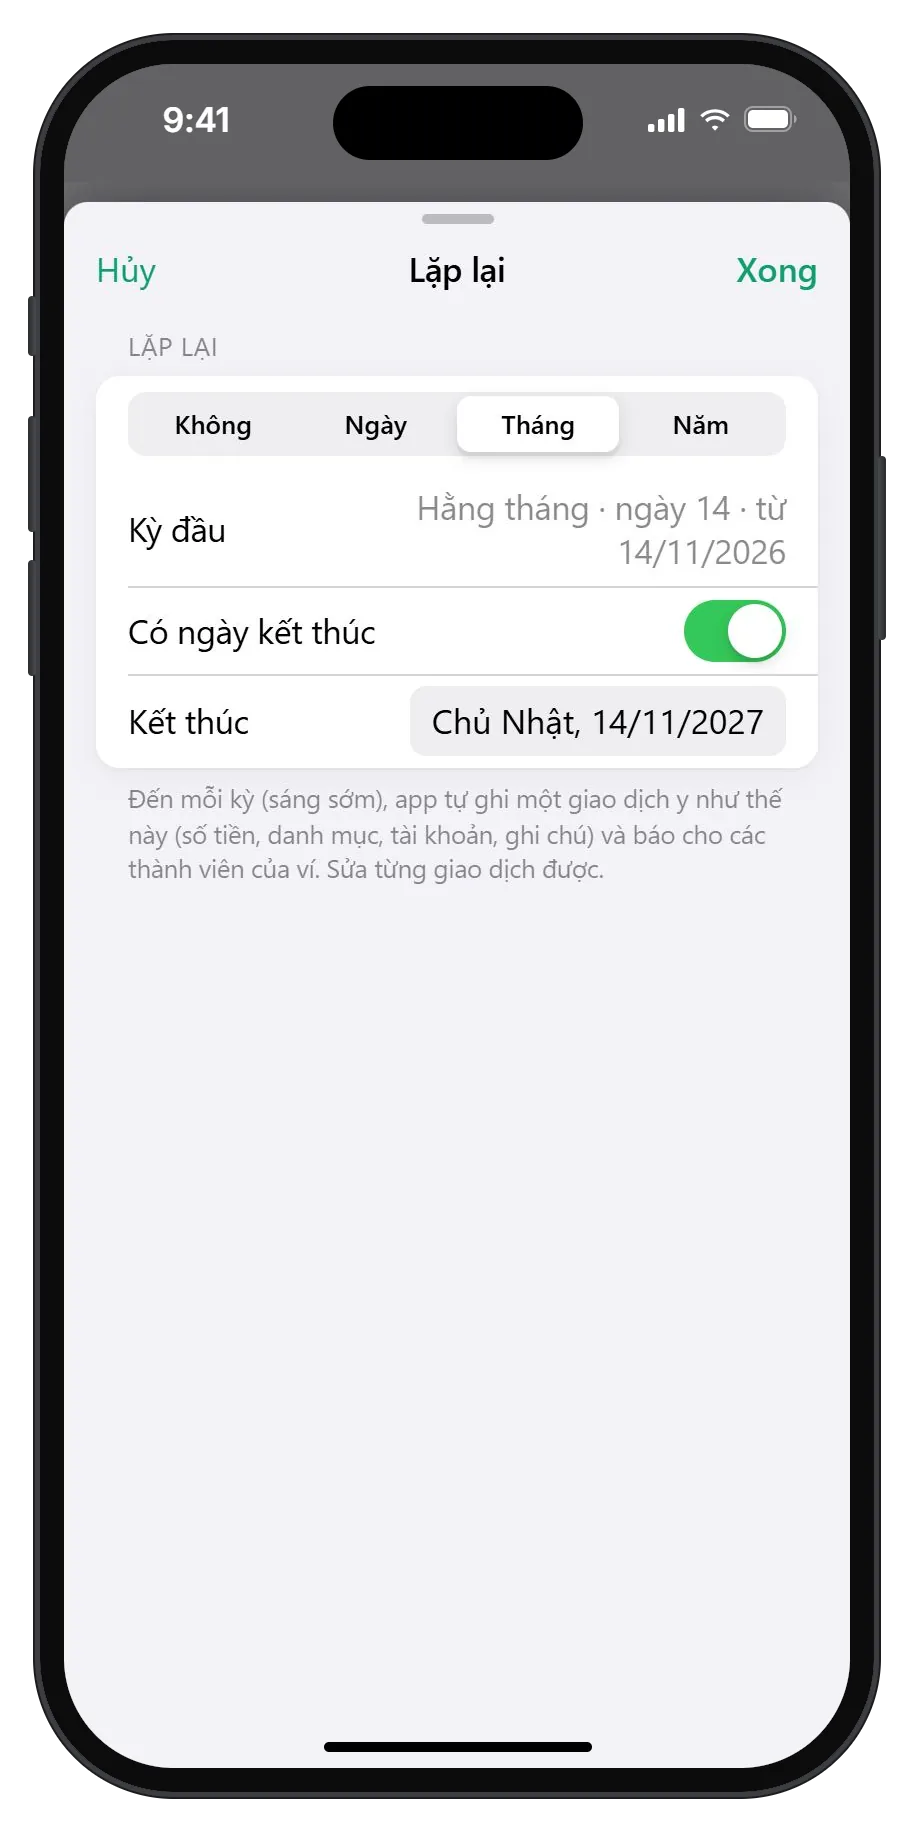 9:41
Hủy
Lặp lại
Xong
LẶP LẠI
Không
Ngày
Tháng
Năm
Kỳ đầu
Hằng tháng · ngày 14 · từ
14/11/2026
Có ngày kết thúc
Kết thúc
Chủ Nhật, 14/11/2027
Đến mỗi kỳ (sáng sớm), app tự ghi một giao dịch y như thế
này (số tiền, danh mục, tài khoản, ghi chú) và báo cho các
thành viên của ví. Sửa từng giao dịch được.